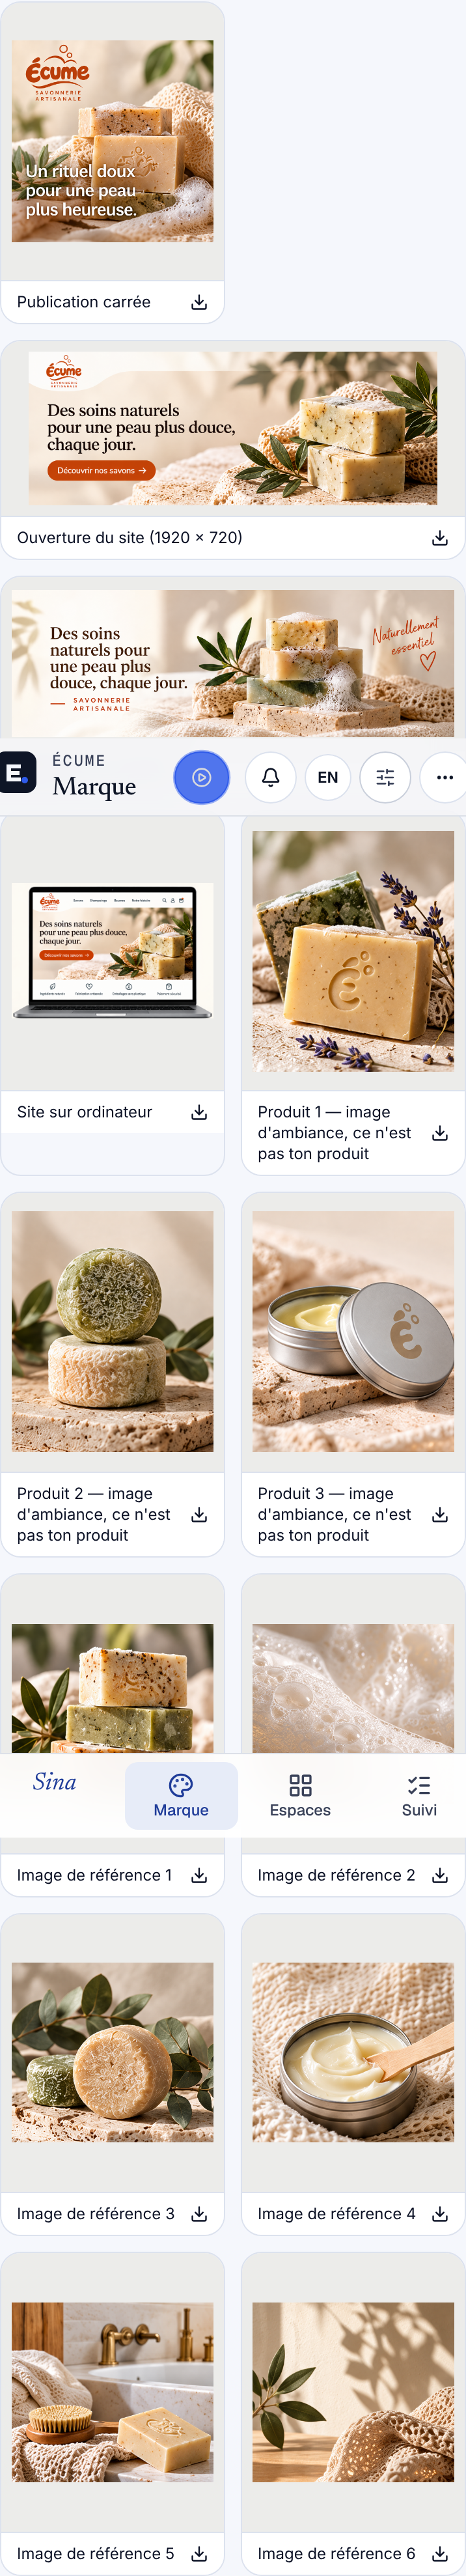 Écume
SAVONNERIE
ARTISANALE
Un rituel doux
pour une peau
plus heureuse.
Publication carrée
Écume
SAVONNERIE
ARTISANALE
Des soins naturels
pour une peau plus douce,
chaque jour.
Découvrir nos savons →
Ouverture du site (1920 × 720)
Des soins
naturels pour
une peau plus
douce, chaque jour.
SAVONNERIE
ARTISANALE
Naturellement
essentiel
E.
ÉCUME
Marque
EN
Écume
Des soins naturels
pour une peau plus douce,
chaque jour.
Découvrir nos savons →
É
Site sur ordinateur
Produit 1 — image
d'ambiance, ce n'est
pas ton produit
É
Produit 2 — image
d'ambiance, ce n'est
pas ton produit
Produit 3 — image
d'ambiance, ce n'est
pas ton produit
Sina
Marque
Espaces
Suivi
Image de référence 1
Image de référence 2
Image de référence 3
Image de référence 4
Image de référence 5
Image de référence 6